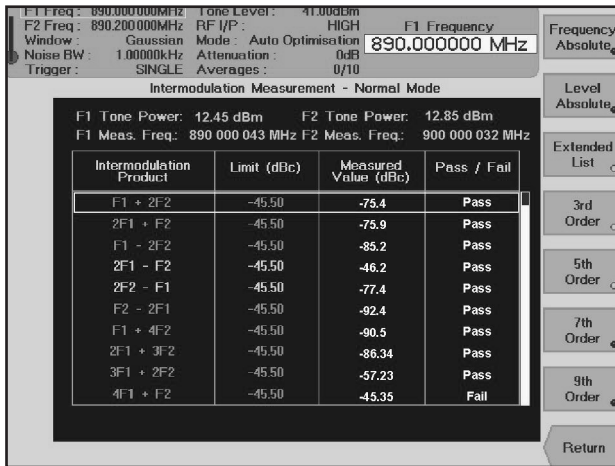 F1 Freq : 890.000000MHz Tone Level : 41.00dBm
F2 Freq : 890.200000MHz RF I/P : HIGH F1 Frequency
Window : Gaussian Mode : Auto Optimisation 890.000000 MHz
Noise BW : 1.00000kHz Attenuation : 0dB
Trigger : SINGLE Averages : 0/10
Intermodulation Measurement - Normal Mode
F1 Tone Power: 12.45 dBm F2 Tone Power: 12.85 dBm
F1 Meas. Freq.: 890 000 043 MHz F2 Meas. Freq.: 900 000 032 MHz
Intermodulation Product Limit (dBc) Measured Value (dBc) Pass / Fail
F1 + 2F2 -45.50 -75.4 Pass
2F1 + F2 -45.50 -75.9 Pass
F1 - 2F2 -45.50 -85.2 Pass
2F1 - F2 -45.50 -46.2 Pass
2F2 - F1 -45.50 -77.4 Pass
F2 - 2F1 -45.50 -92.4 Pass
F1 + 4F2 -45.50 -90.5 Pass
2F1 + 3F2 -45.50 -86.34 Pass
3F1 + 2F2 -45.50 -57.23 Pass
4F1 + F2 -45.50 -45.35 Fail
Frequency
Absolute
Level
Absolute
Extended
List
3rd
Order
5th
Order
7th
Order
9th
Order
Return